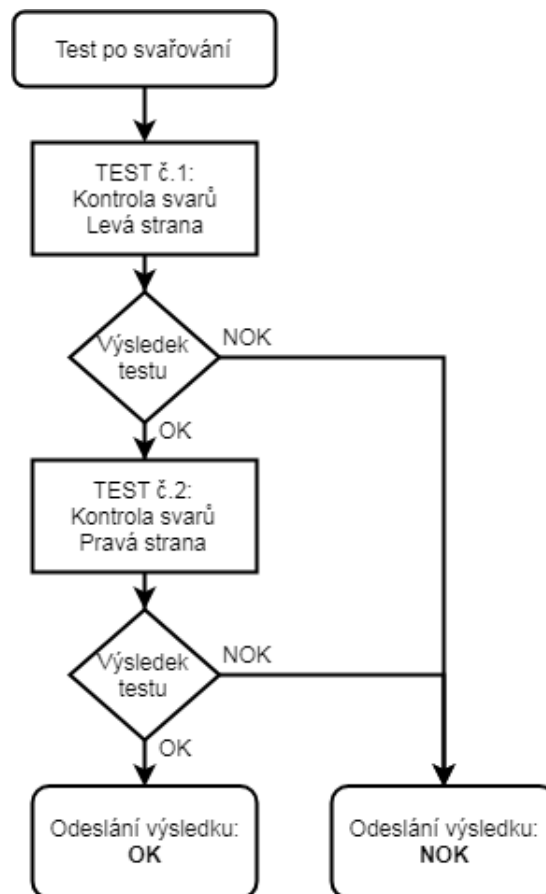 Test po svařování
TEST č.1:
Kontrola svarů
Levá strana
Výsledek
testu
NOK
OK
TEST č.2:
Kontrola svarů
Pravá strana
Výsledek
testu
NOK
OK
Odeslání výsledku:
OK
Odeslání výsledku:
NOK